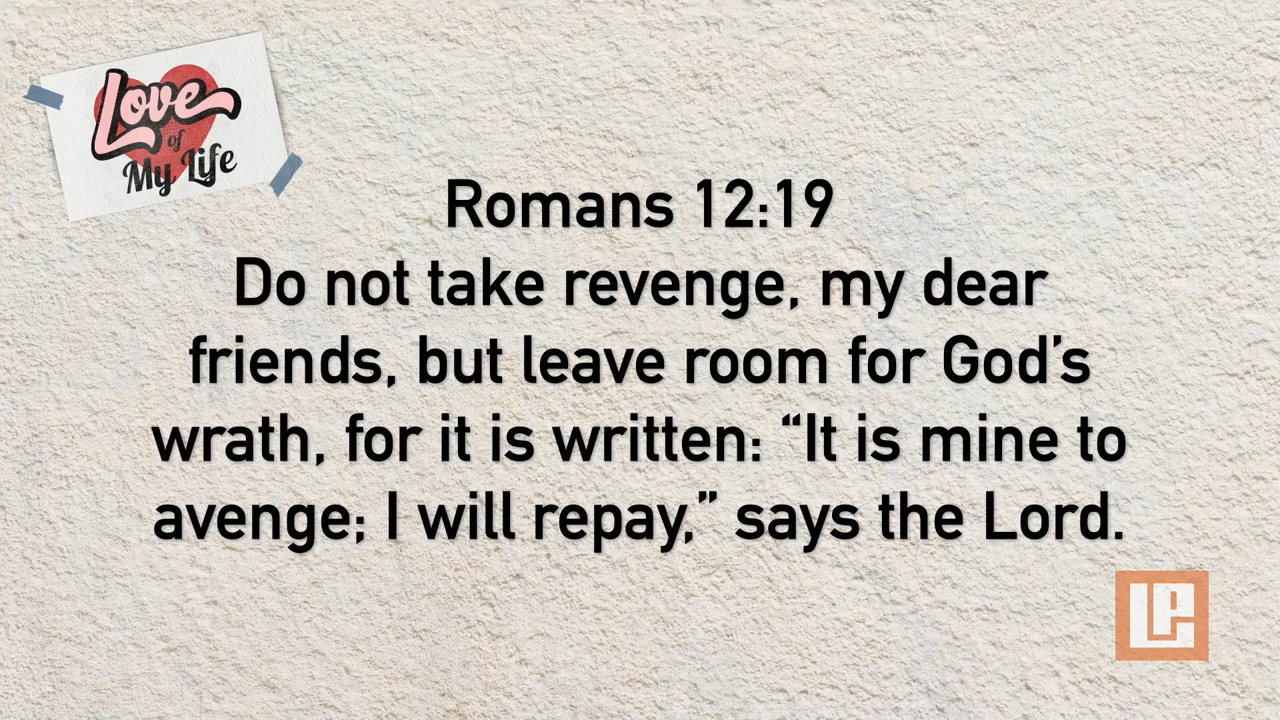 Love
of
My Life
Romans 12:19
Do not take revenge, my dear
friends, but leave room for God’s
wrath, for it is written: “It is mine to
avenge; I will repay,” says the Lord.
LP